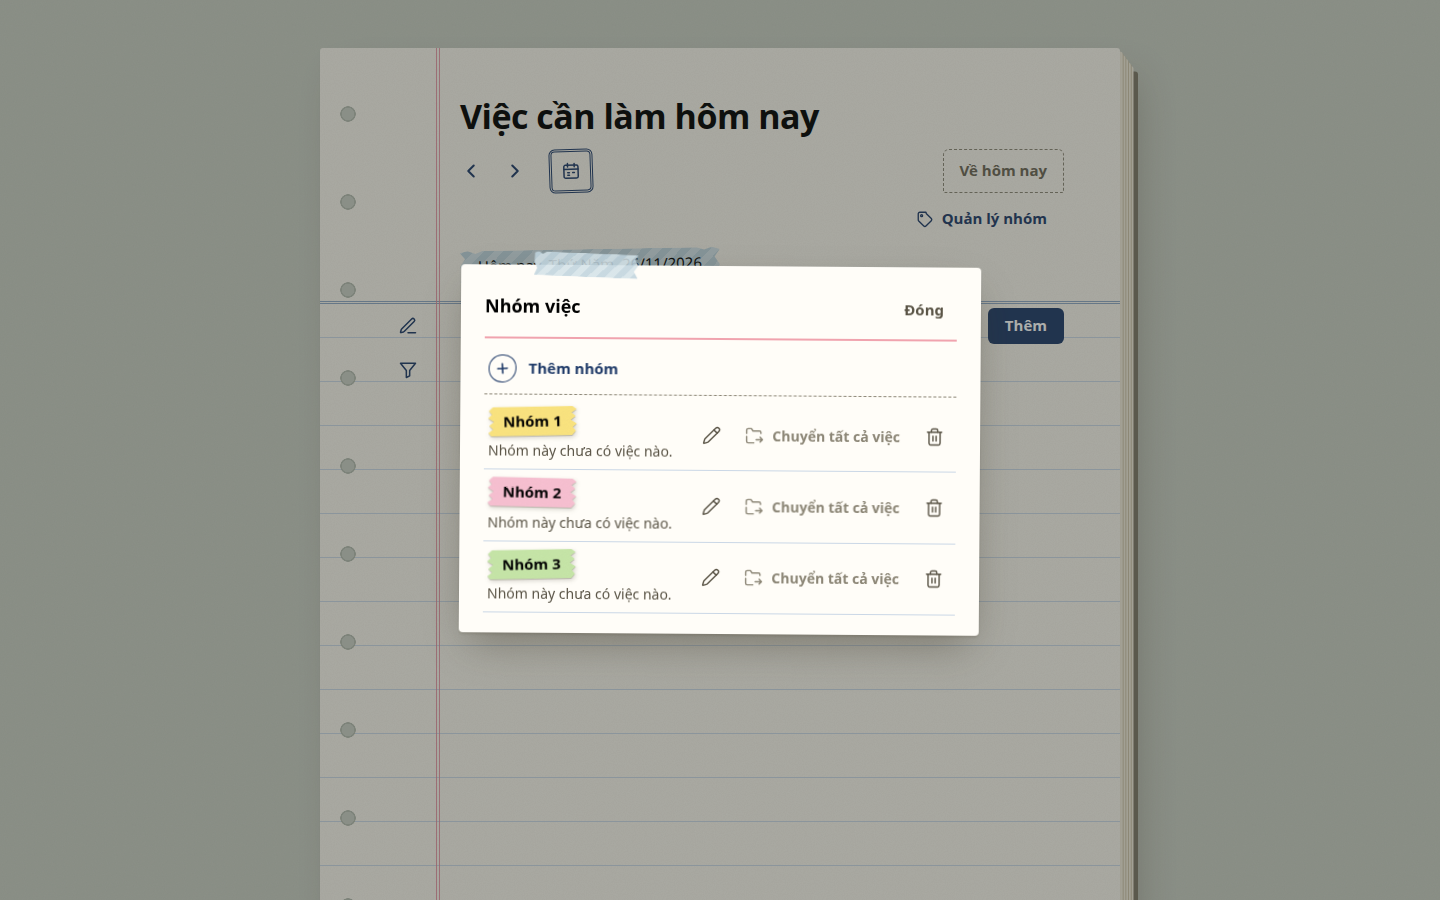 Việc cần làm hôm nay
Về hôm nay
Quản lý nhóm
/11/2026
Nhóm việc
Đóng
Thêm
Thêm nhóm
Nhóm 1
Nhóm này chưa có việc nào.
Chuyển tất cả việc
Nhóm 2
Nhóm này chưa có việc nào.
Chuyển tất cả việc
Nhóm 3
Nhóm này chưa có việc nào.
Chuyển tất cả việc